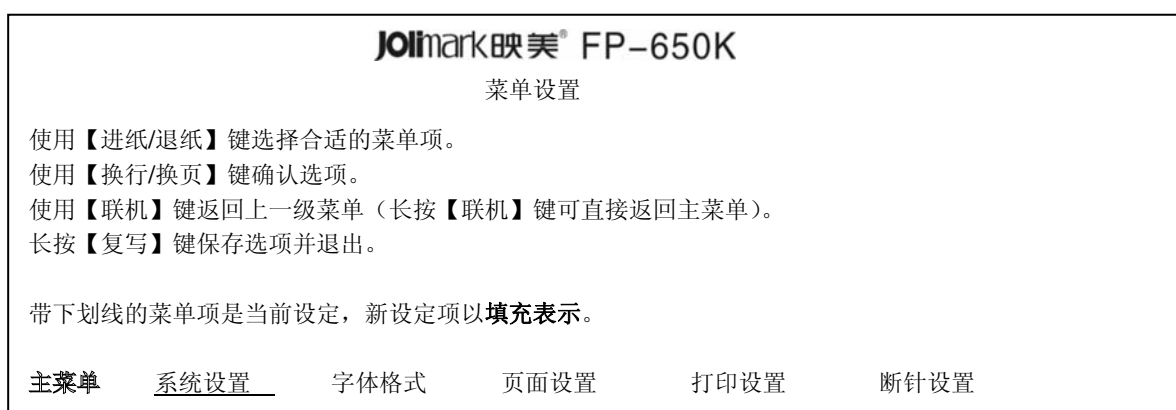 Jolimark映美® FP-650K
菜单设置
使用【进纸/退纸】键选择合适的菜单项。
使用【换行/换页】键确认选项。
使用【联机】键返回上一级菜单（长按【联机】键可直接返回主菜单）。
长按【复写】键保存选项并退出。
带下划线的菜单项是当前设定，新设定项以填充表示。
主菜单 系统设置 字体格式 页面设置 打印设置 断针设置